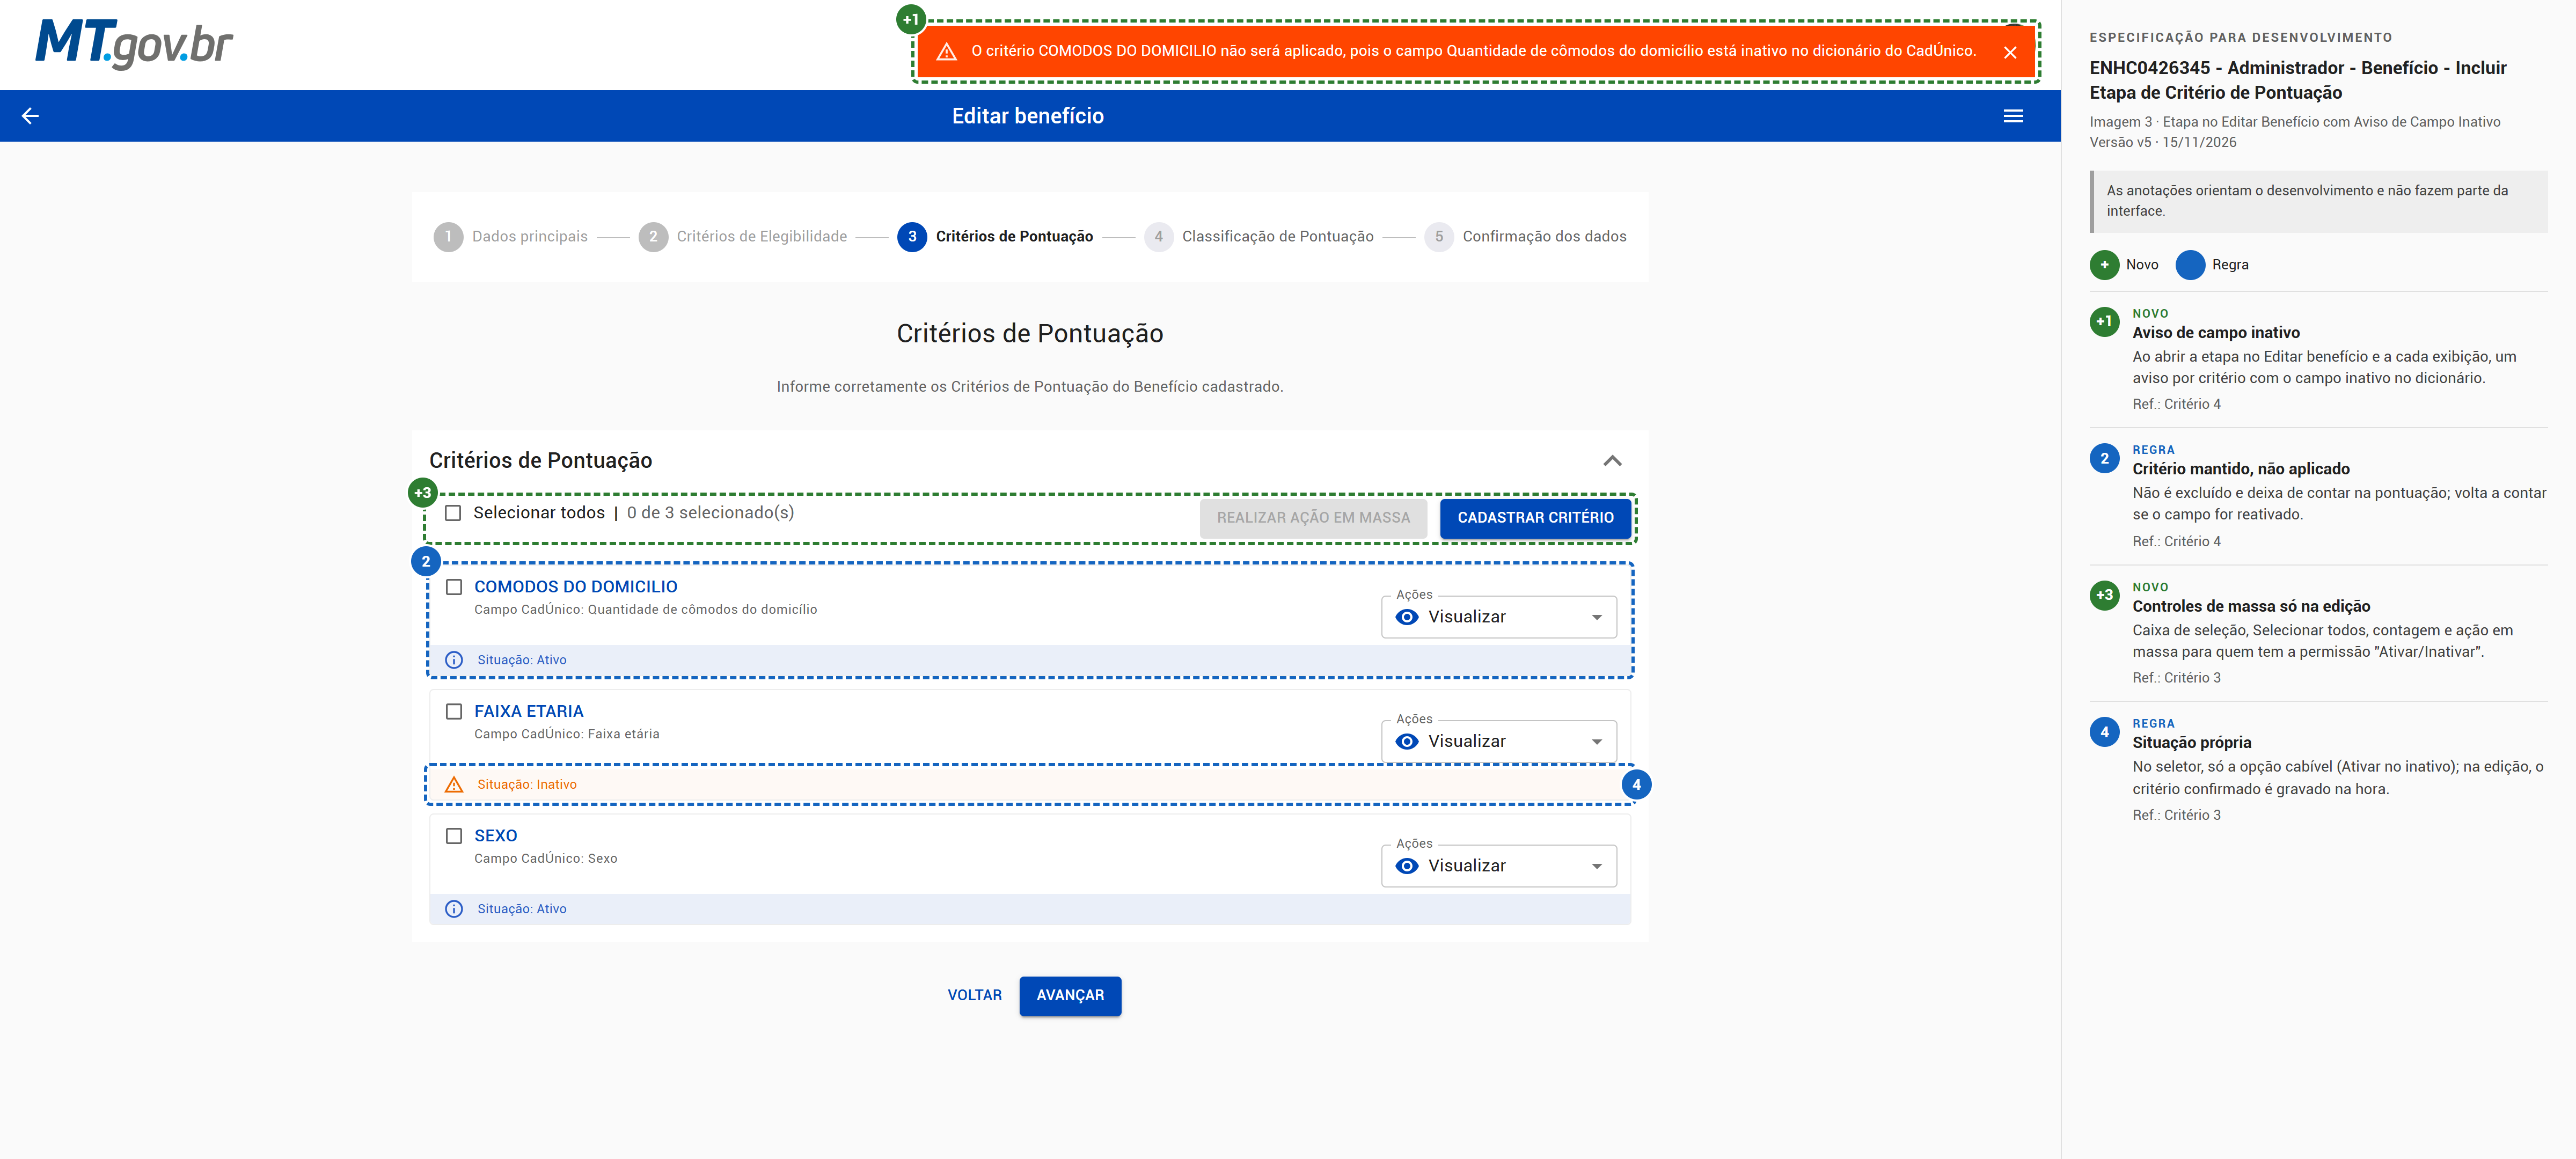 MT.gov.br
+1
O critério COMODOS DO DOMICILIO não será aplicado, pois o campo Quantidade de cômodos do domicílio está inativo no dicionário do CadÚnico.
Editar benefício
1 Dados principais
2 Critérios de Elegibilidade
3 Critérios de Pontuação
4 Classificação de Pontuação
5 Confirmação dos dados
Critérios de Pontuação
Informe corretamente os Critérios de Pontuação do Benefício cadastrado.
Critérios de Pontuação
+3
Selecionar todos | 0 de 3 selecionado(s)
REALIZAR AÇÃO EM MASSA
CADASTRAR CRITÉRIO
2
COMODOS DO DOMICILIO
Campo CadÚnico: Quantidade de cômodos do domicílio
Ações
Visualizar
Situação: Ativo
FAIXA ETARIA
Campo CadÚnico: Faixa etária
Ações
Visualizar
Situação: Inativo
4
SEXO
Campo CadÚnico: Sexo
Ações
Visualizar
Situação: Ativo
VOLTAR
AVANÇAR
ESPECIFICAÇÃO PARA DESENVOLVIMENTO
ENHC0426345 - Administrador - Benefício - Incluir
Etapa de Critério de Pontuação
Imagem 3 · Etapa no Editar Benefício com Aviso de Campo Inativo
Versão v5 · 15/11/2026
As anotações orientam o desenvolvimento e não fazem parte da
interface.
+ Novo
Regra
+1
NOVO
Aviso de campo inativo
Ao abrir a etapa no Editar benefício e a cada exibição, um
aviso por critério com o campo inativo no dicionário.
Ref.: Critério 4
2
REGRA
Critério mantido, não aplicado
Não é excluído e deixa de contar na pontuação; volta a contar
se o campo for reativado.
Ref.: Critério 4
+3
NOVO
Controles de massa só na edição
Caixa de seleção, Selecionar todos, contagem e ação em
massa para quem tem a permissão "Ativar/Inativar".
Ref.: Critério 3
4
REGRA
Situação própria
No seletor, só a opção cabível (Ativar no inativo); na edição, o
critério confirmado é gravado na hora.
Ref.: Critério 3